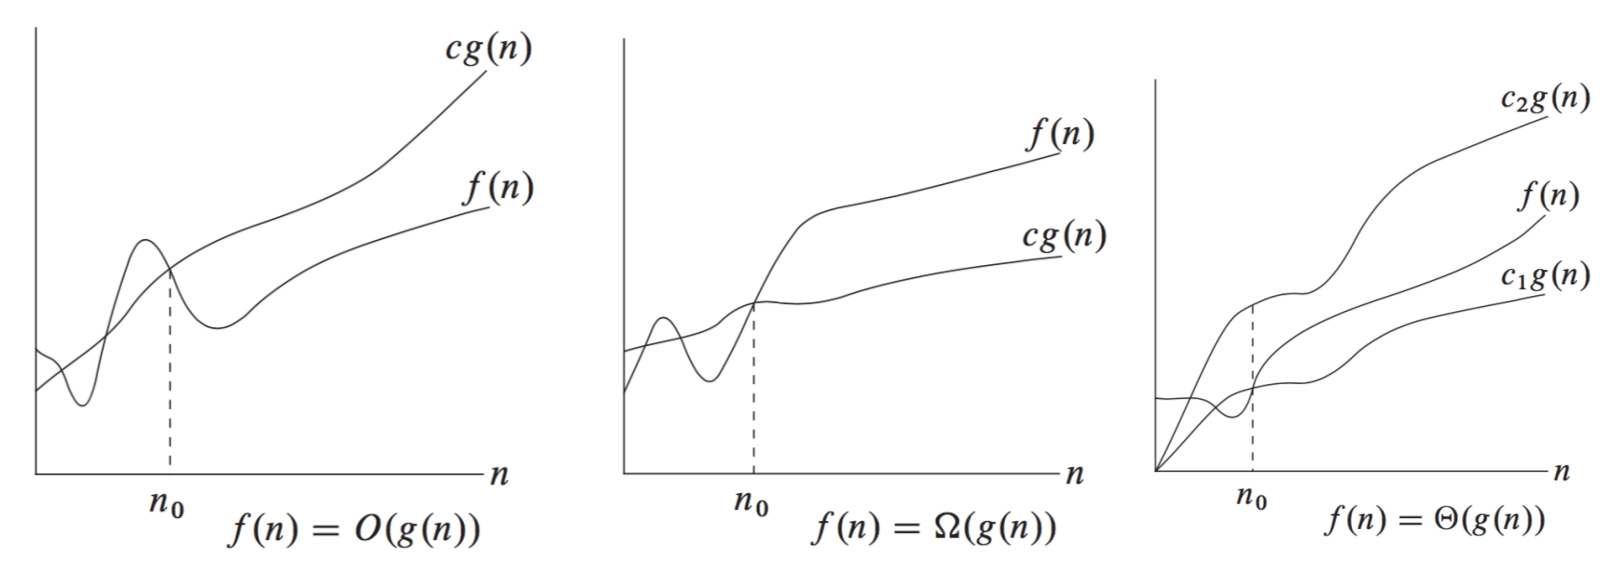 cg(n)
f(n)
n
n₀
f(n) = O(g(n))
f(n)
cg(n)
n
n₀
f(n) = Ω(g(n))
c₂g(n)
f(n)
c₁g(n)
n
n₀
f(n) = Θ(g(n))